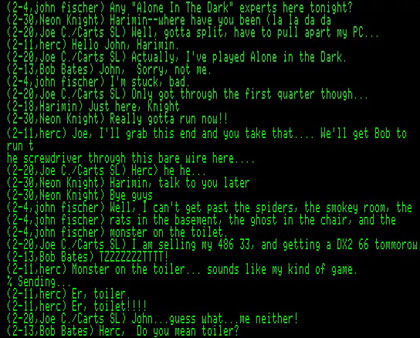 (2-4,john fischer) Any "Alone In The Dark" experts here tonight?
(2-30,Neon Knight) Harimin--where have you been (la la da da
(2-20,Joe C./Carts SL) Well, gotta split, have to pull apart my PC...
(2-11,herc) Hello John, Harimin.
(2-20,Joe C./Carts SL) Actually, I've played Alone in the Dark.
(2-13,Bob Bates) John,  Sorry, not me.
(2-4,john fischer) I'm stuck, bad.
(2-20,Joe C./Carts SL) Only got through the first quarter though...
(2-18,Harimin) Just here, Knight
(2-30,Neon Knight) Really gotta run now!!
(2-11,herc) Joe, I'll grab this end and you take that.... We'll get Bob to
run t
he screwdriver through this bare wire here....
(2-20,Joe C./Carts SL) Herc) he he...
(2-30,Neon Knight) Harimin, talk to you later
(2-30,Neon Knight) Bye guys
(2-4,john fischer) Well, I can't get past the spiders, the smokey room, the
(2-4,john fischer) rats in the basement, the ghost in the chair, and the
(2-4,john fischer) monster on the toilet.
(2-20,Joe C./Carts SL) I am selling my 486 33, and getting a DX2 66 tommorow
(2-13,Bob Bates) TZZZZZZZTTTT!
(2-11,herc) Monster on the toiler... sounds like my kind of game.
% Sending...
(2-11,herc) Er, toiler.
(2-11,herc) Er, toilet!!!!
(2-20,Joe C./Carts SL) John...guess what...me neither!
(2-13,Bob Bates) Herc,  Do you mean toiler?